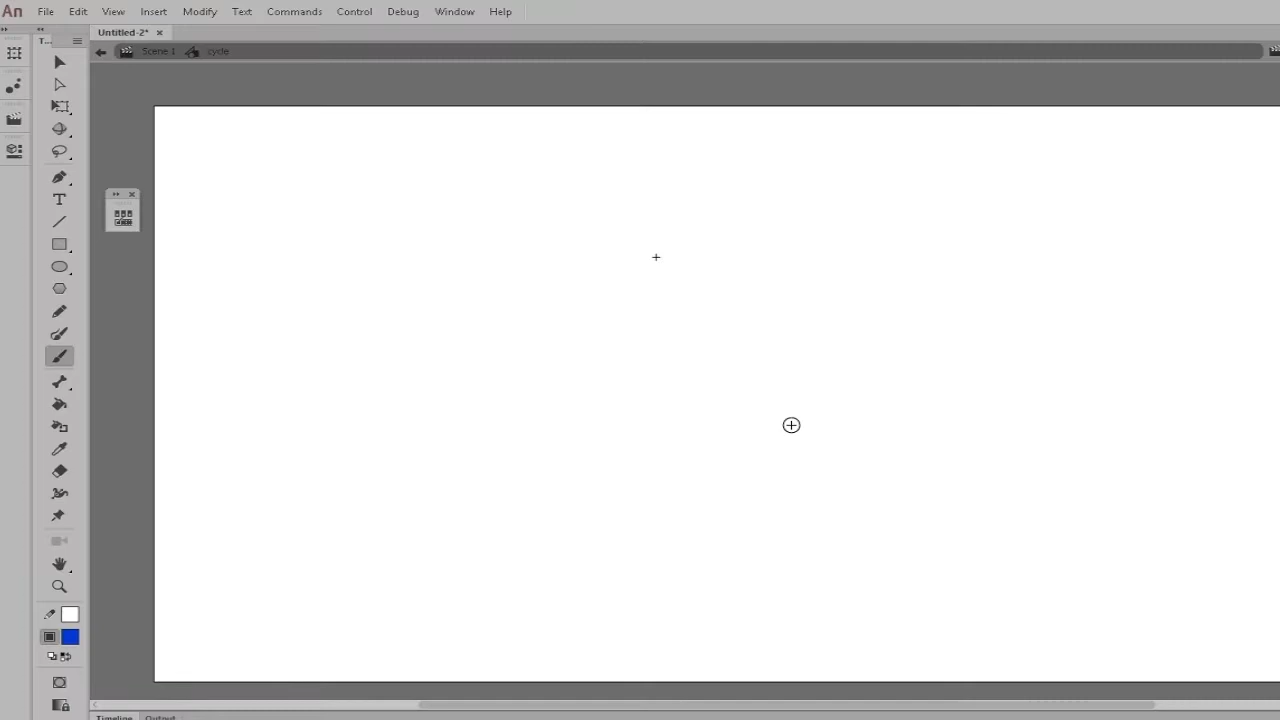 An File Edit View Insert Modify Text Commands Control Debug Window Help
T... Untitled-2* ×
Scene 1 cycle
T
Timeline Output